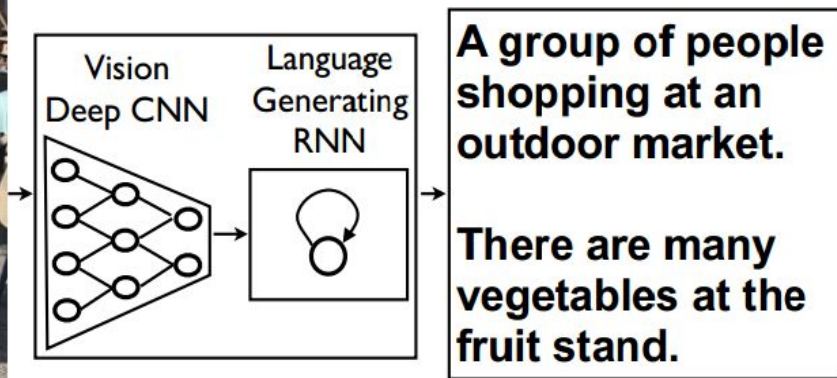 Vision
Deep CNN
Language
Generating
RNN
A group of people
shopping at an
outdoor market.
There are many
vegetables at the
fruit stand.